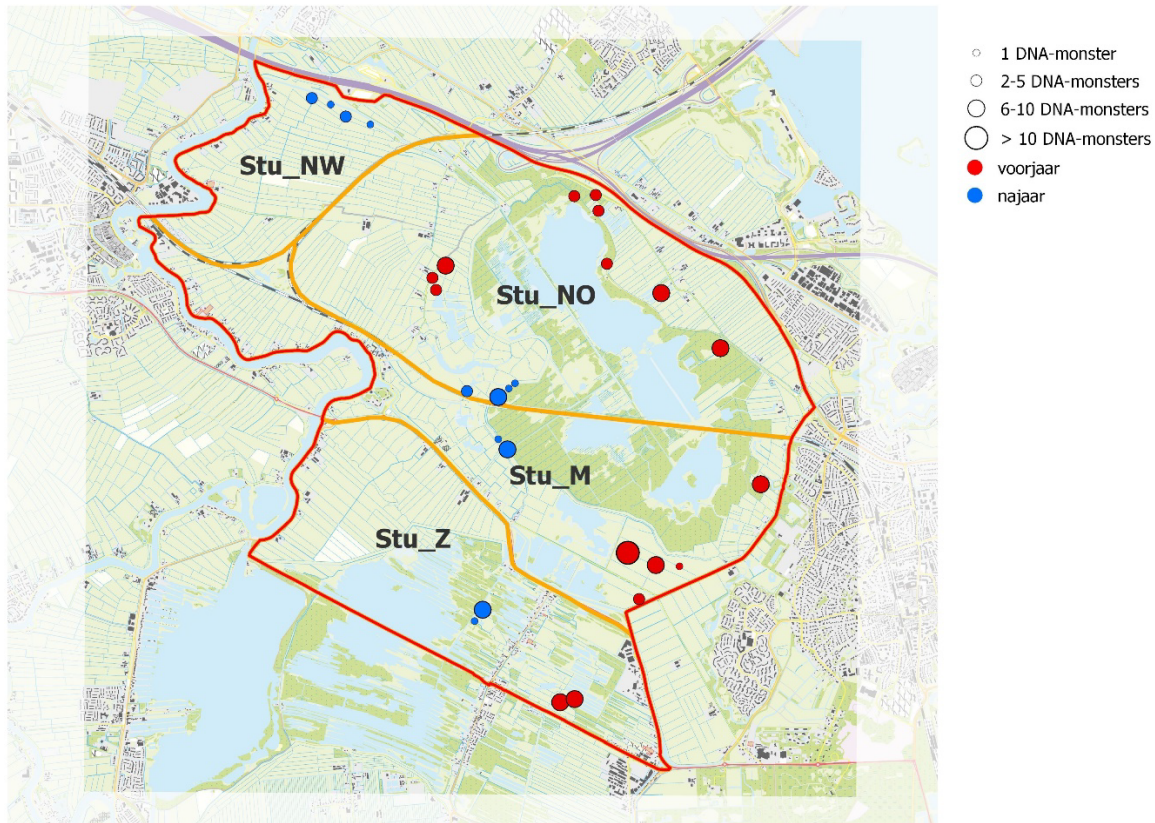 1 DNA-monster
2-5 DNA-monsters
6-10 DNA-monsters
> 10 DNA-monsters
voorjaar
najaar
Stu_NW
Stu_NO
Stu_M
Stu_Z